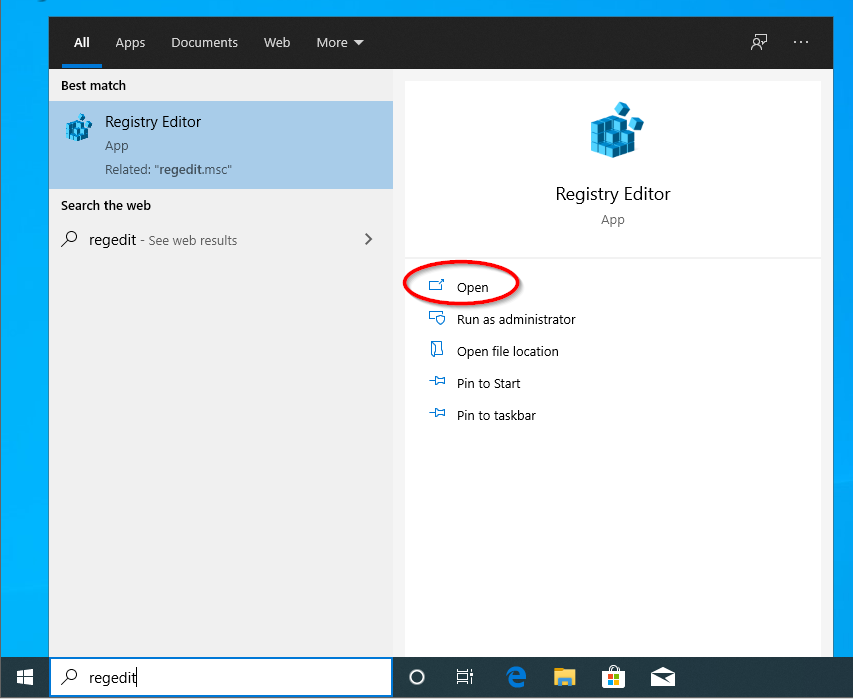 All Apps Documents Web More
Best match
Registry Editor
App
Related: "regedit.msc"
Search the web
regedit - See web results
Registry Editor
App
Open
Run as administrator
Open file location
Pin to Start
Pin to taskbar
regedit